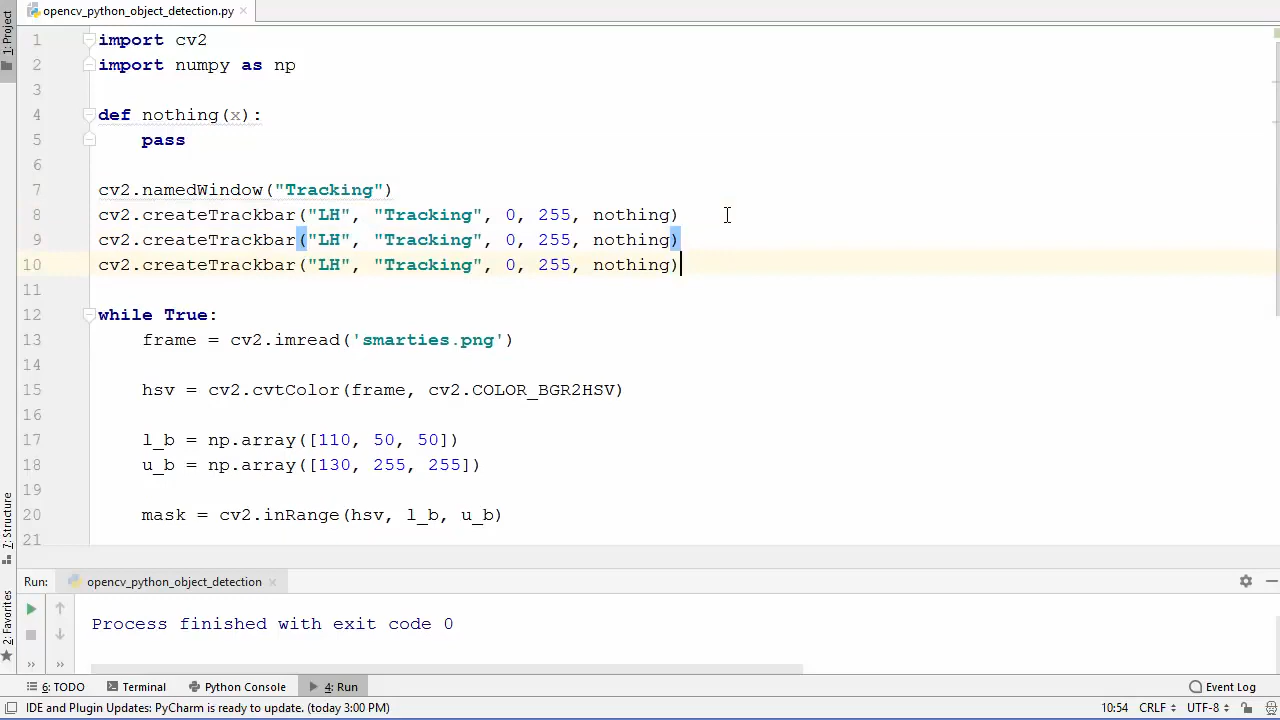 opencv_python_object_detection.py
1: Project
1 import cv2
2 import numpy as np
3
4 def nothing(x):
5 pass
6
7 cv2.namedWindow("Tracking")
8 cv2.createTrackbar("LH", "Tracking", 0, 255, nothing)
9 cv2.createTrackbar("LH", "Tracking", 0, 255, nothing)
10 cv2.createTrackbar("LH", "Tracking", 0, 255, nothing)
11
12 while True:
13 frame = cv2.imread('smarties.png')
14
15 hsv = cv2.cvtColor(frame, cv2.COLOR_BGR2HSV)
16
17 l_b = np.array([110, 50, 50])
18 u_b = np.array([130, 255, 255])
19
20 mask = cv2.inRange(hsv, l_b, u_b)
21
7: Structure
2: Favorites
Run: opencv_python_object_detection
Process finished with exit code 0
6: TODO Terminal Python Console 4: Run Event Log
IDE and Plugin Updates: PyCharm is ready to update. (today 3:00 PM) 10:54 CRLF UTF-8